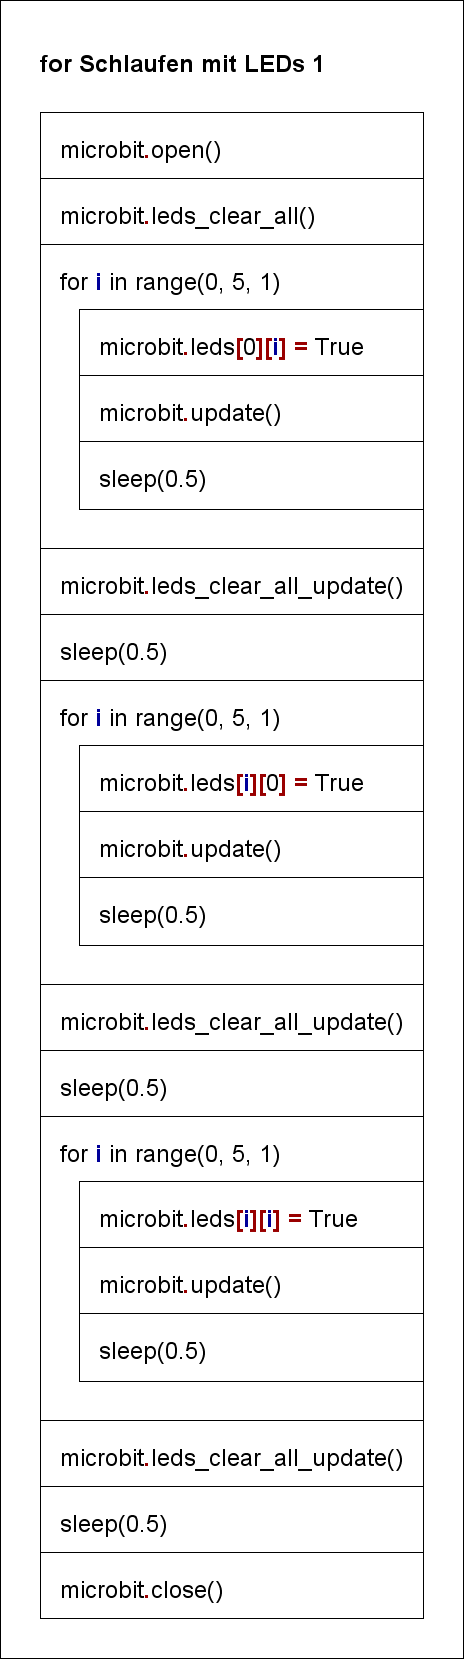 for Schlaufen mit LEDs 1
microbit.open()
microbit.leds_clear_all()
for i in range(0, 5, 1)
microbit.leds[0][i] = True
microbit.update()
sleep(0.5)
microbit.leds_clear_all_update()
sleep(0.5)
for i in range(0, 5, 1)
microbit.leds[i][0] = True
microbit.update()
sleep(0.5)
microbit.leds_clear_all_update()
sleep(0.5)
for i in range(0, 5, 1)
microbit.leds[i][i] = True
microbit.update()
sleep(0.5)
microbit.leds_clear_all_update()
sleep(0.5)
microbit.close()